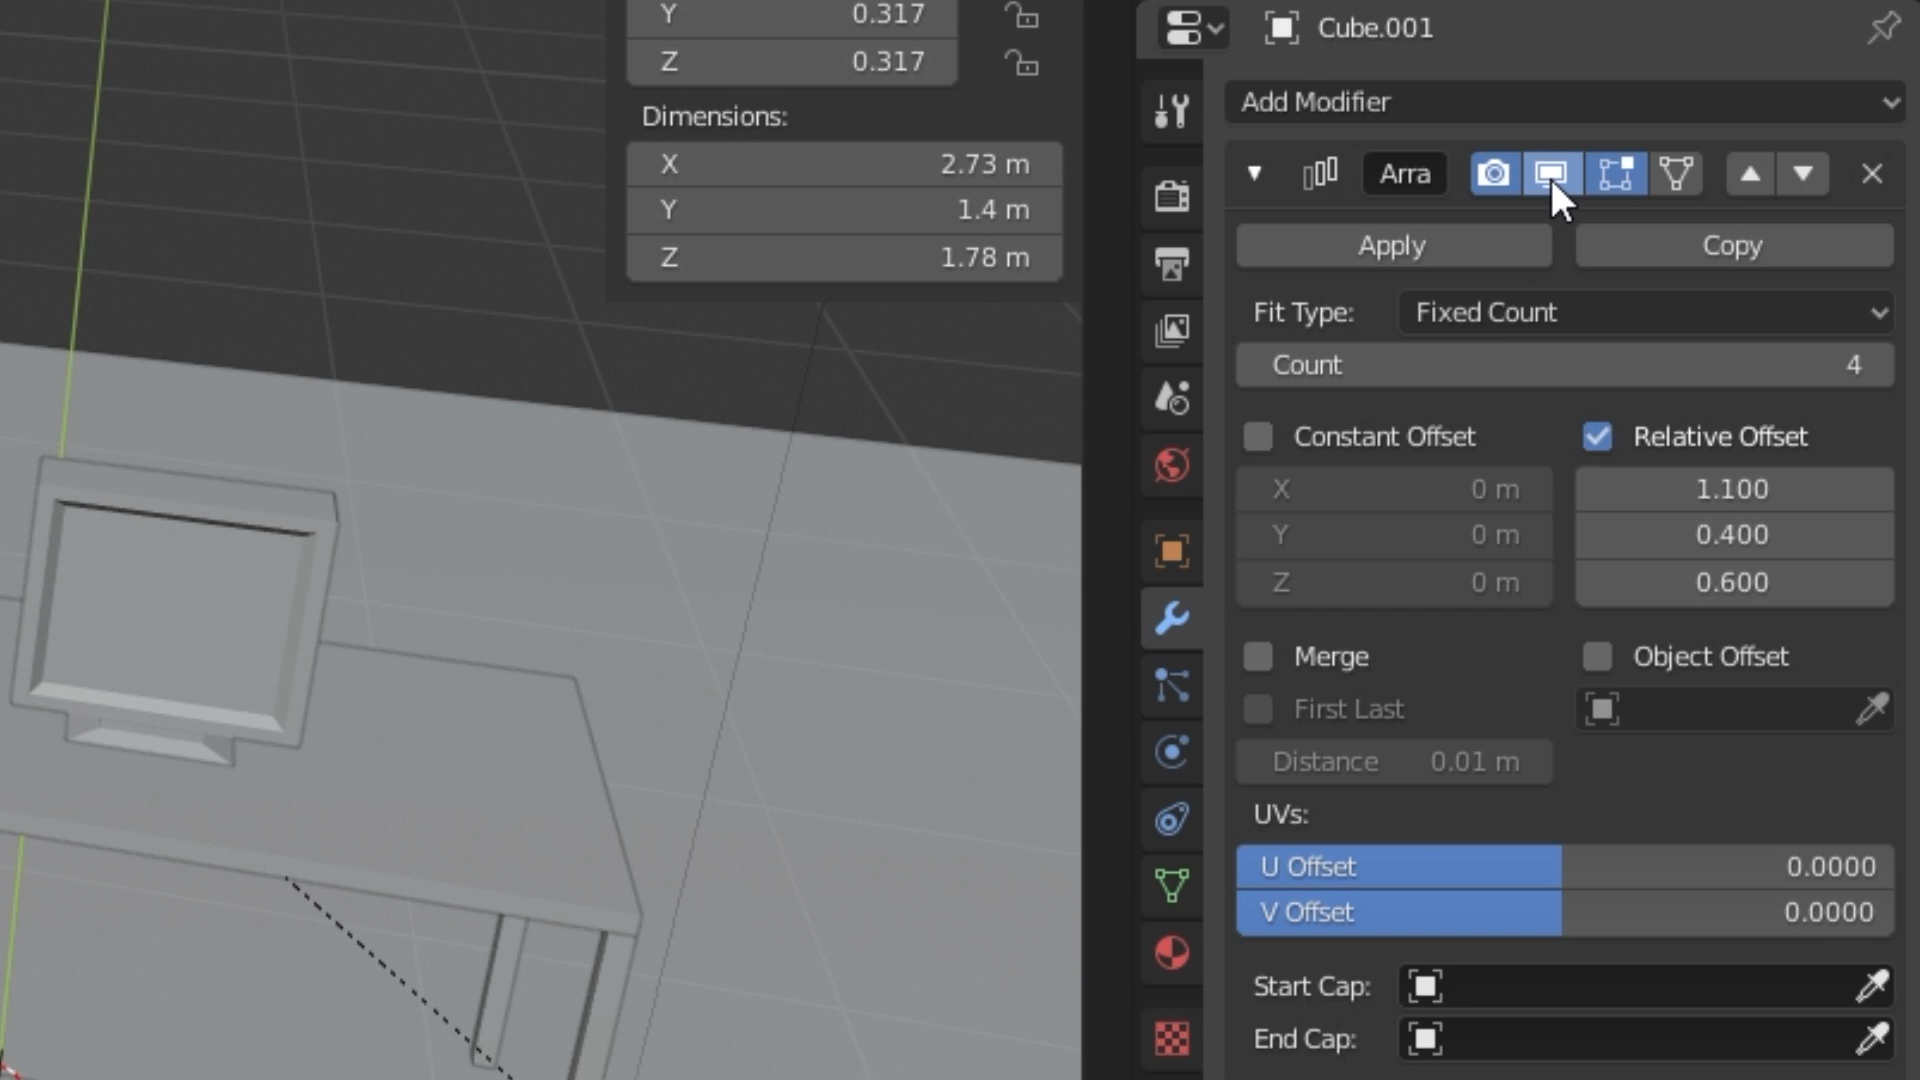 Y 0.317
Z 0.317
Dimensions:
X 2.73 m
Y 1.4 m
Z 1.78 m
Cube.001
Add Modifier
Arra
Apply Copy
Fit Type: Fixed Count
Count 4
Constant Offset Relative Offset
X 0 m 1.100
Y 0 m 0.400
Z 0 m 0.600
Merge Object Offset
First Last
Distance 0.01 m
UVs:
U Offset 0.0000
V Offset 0.0000
Start Cap:
End Cap: